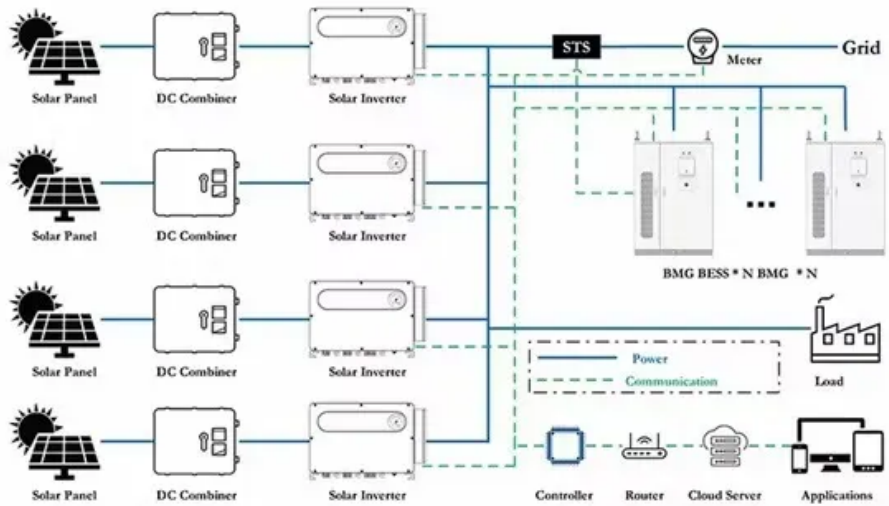 STS
Meter
Grid
Solar Panel
DC Combiner
Solar Inverter
Solar Panel
DC Combiner
Solar Inverter
BMG BESS * N BMG * N
Solar Panel
DC Combiner
Solar Inverter
Power
Communication
Load
Solar Panel
DC Combiner
Solar Inverter
Controller
Router
Cloud Server
Applications